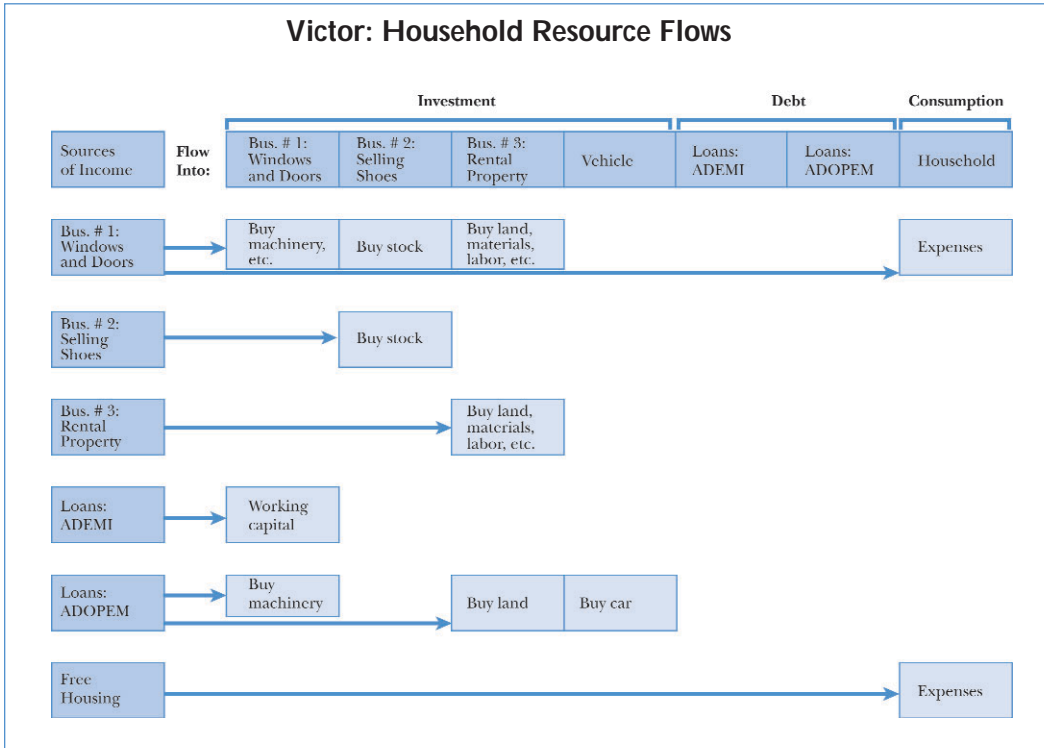 Victor: Household Resource Flows
Investment
Debt
Consumption
Sources
of Income
Flow
Into:
Bus. # 1:
Windows
and Doors
Bus. # 2:
Selling
Shoes
Bus. # 3:
Rental
Property
Vehicle
Loans:
ADEMI
Loans:
ADOPEM
Household
Bus. # 1:
Windows
and Doors
Buy
machinery,
etc.
Buy stock
Buy land,
materials,
labor, etc.
Expenses
Bus. # 2:
Selling
Shoes
Buy stock
Bus. # 3:
Rental
Property
Buy land,
materials,
labor, etc.
Loans:
ADEMI
Working
capital
Loans:
ADOPEM
Buy
machinery
Buy land
Buy car
Free
Housing
Expenses